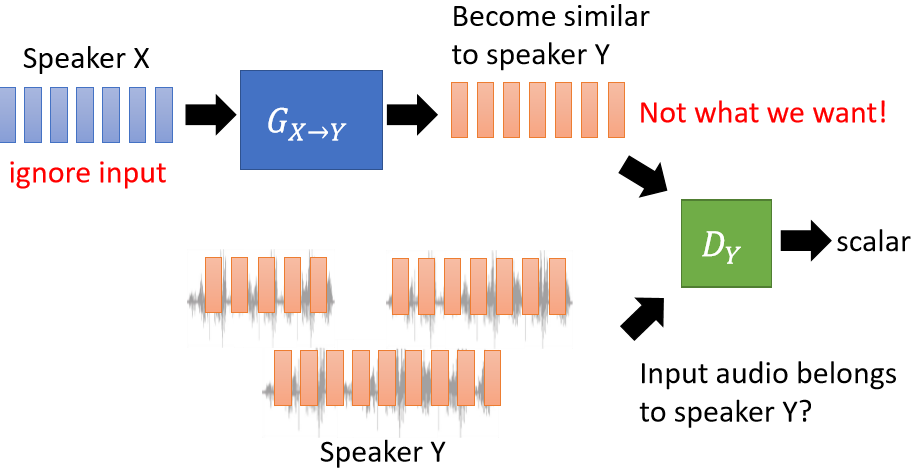 Become similar
to speaker Y
Speaker X
G_{X→Y}
Not what we want!
ignore input
D_Y
scalar
Input audio belongs
to speaker Y?
Speaker Y